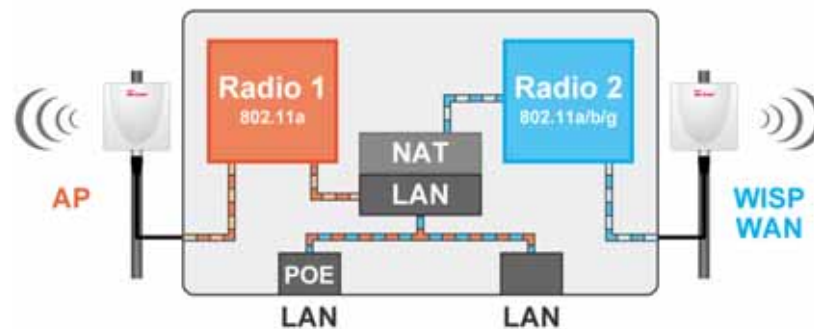 Radio 1
802.11a
Radio 2
802.11a/b/g
NAT
LAN
AP
WISP
WAN
POE
LAN
LAN